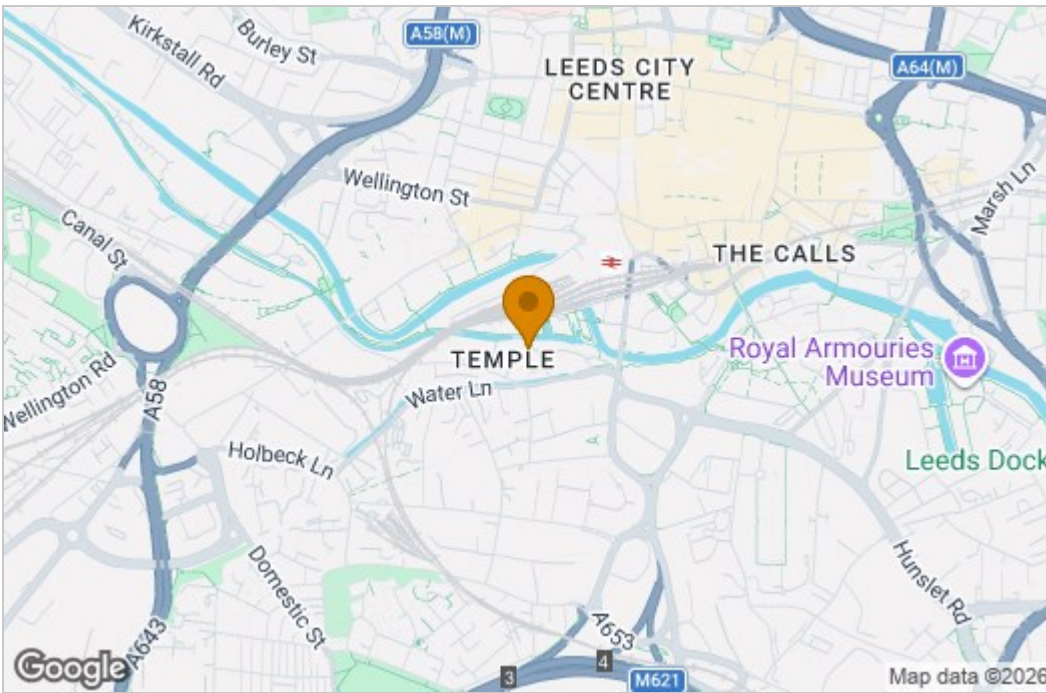 Burley St
Kirkstall Rd
A58(M)
LEEDS CITY
CENTRE
A64(M)
Wellington St
Marsh Ln
Canal St
THE CALLS
TEMPLE
Royal Armouries
Museum
Wellington Rd
A58
Water Ln
Holbeck Ln
Leeds Dock
Domestic St
Hunslet Rd
A643
A653
3
4
M621
Google
Map data ©2026